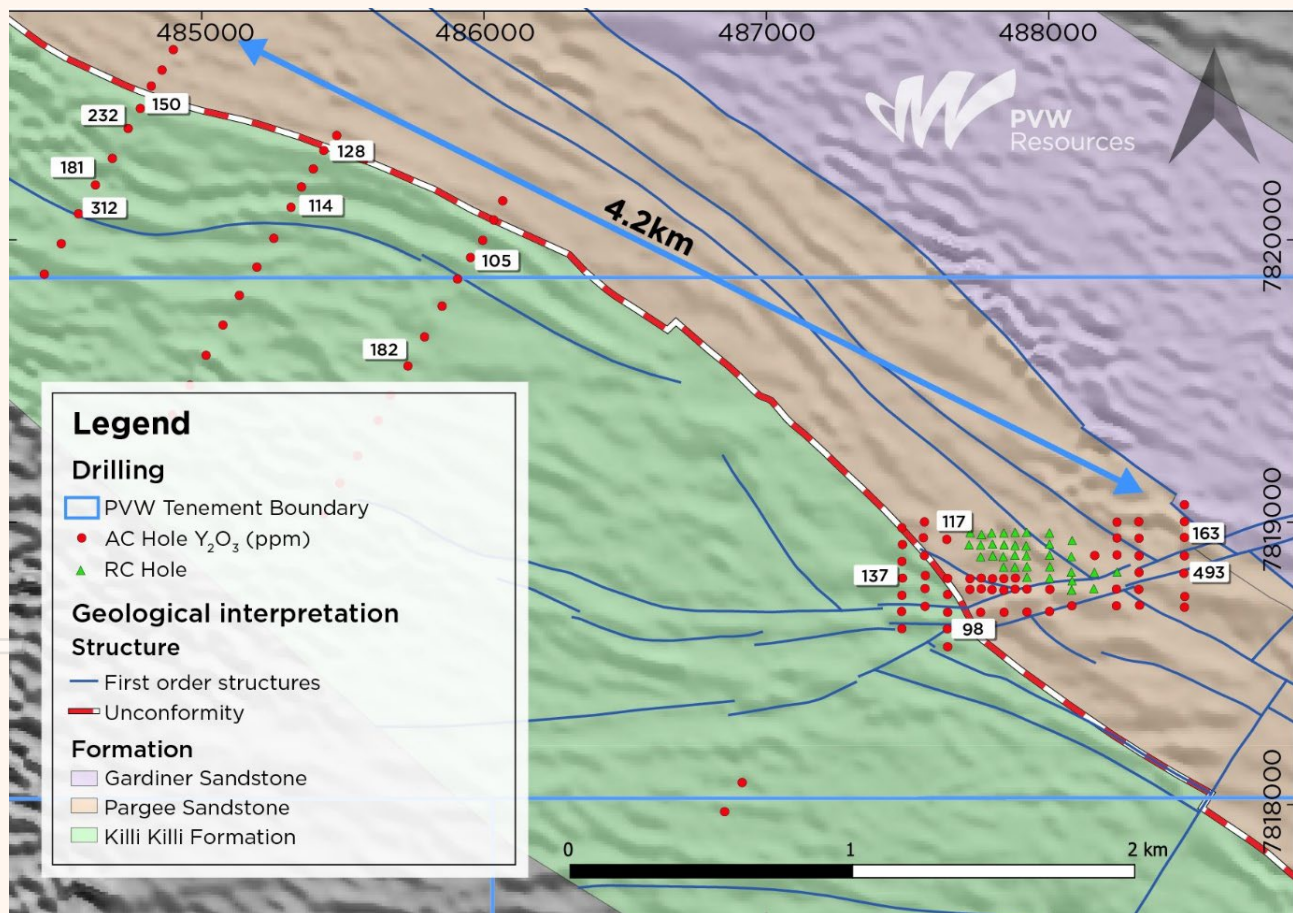 485000
486000
487000
488000
PVW
Resources
150
232
128
181
312
114
4.2km
7820000
105
182
Legend
Drilling
PVW Tenement Boundary
AC Hole Y₂O₃ (ppm)
RC Hole
Geological interpretation
Structure
First order structures
Unconformity
Formation
Gardiner Sandstone
Pargee Sandstone
Killi Killi Formation
117
163
7819000
137
493
98
7818000
0
1
2 km